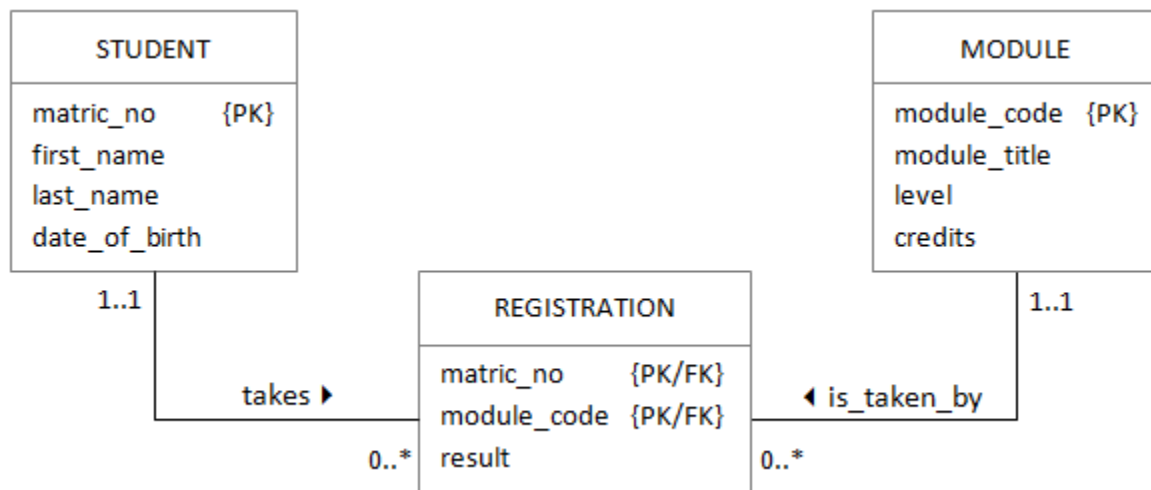 STUDENT
matric_no {PK}
first_name
last_name
date_of_birth
MODULE
module_code {PK}
module_title
level
credits
1..1
takes
0..*
REGISTRATION
matric_no {PK/FK}
module_code {PK/FK}
result
1..1
is_taken_by
0..*